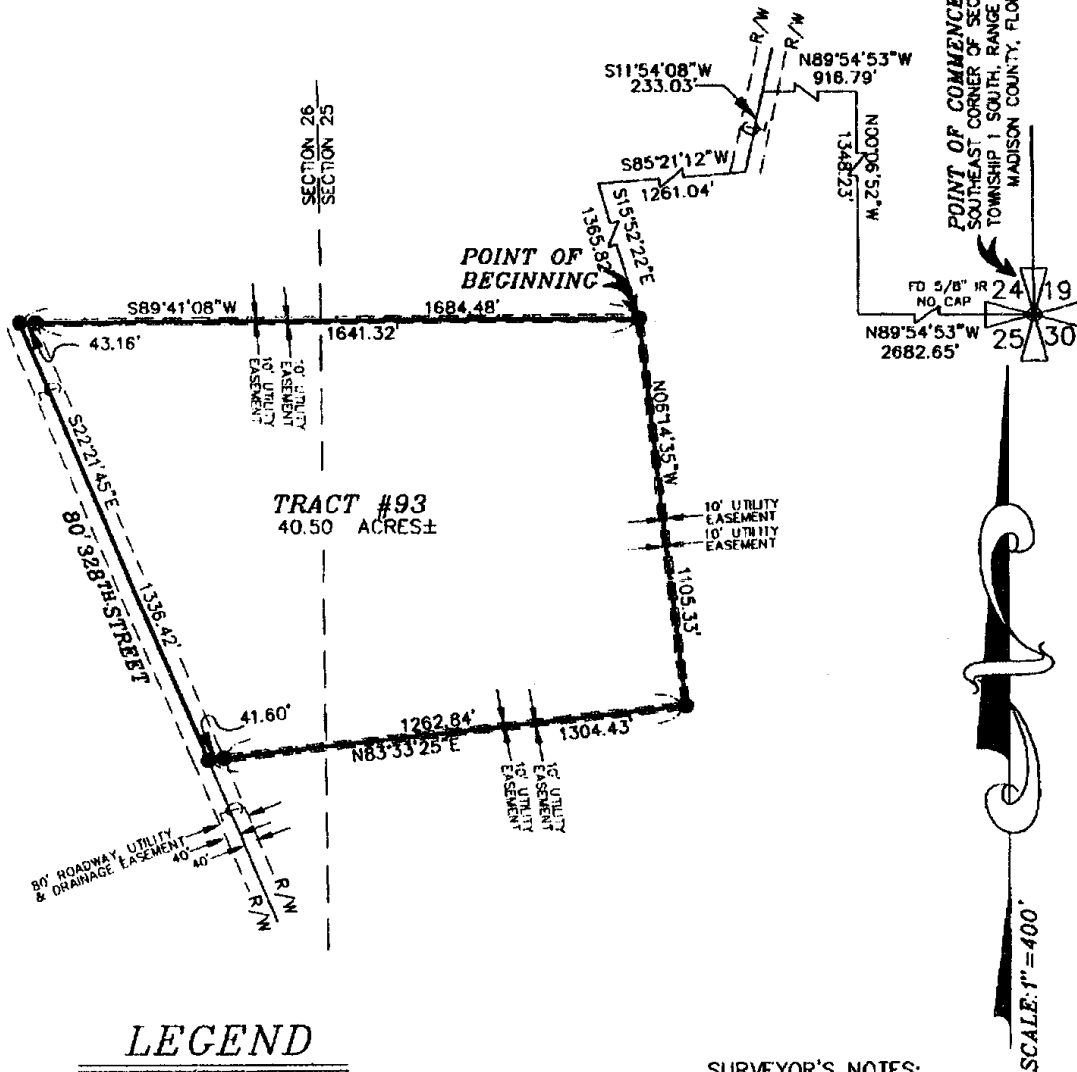 POINT OF COMMENCE
SOUTHEAST CORNER OF SEC
TOWNSHIP 1 SOUTH, RANGE
MADISON COUNTY, FLO
R/W
R/W
N89°54'53"W
916.79'
S11°54'08"W
233.03'
N00°06'52"W
1348.23'
S85°21'12"W
1261.04'
S15°52'22"E
1365.82'
SECTION 26
SECTION 25
POINT OF
BEGINNING
FD 5/8" IR
NO CAP
24
19
25
30
N89°54'53"W
2682.65'
S89°41'08"W
1684.48'
1641.32'
43.16'
10' UTILITY
EASEMENT
10' UTILITY
EASEMENT
N06°14'35"W
1105.33'
S22°21'45"E
1336.42'
80' 328TH STREET
TRACT #93
40.50 ACRES±
10' UTILITY
EASEMENT
10' UTILITY
EASEMENT
41.60'
1262.84'
1304.43'
N83°33'25"E
10' UTILITY
EASEMENT
10' UTILITY
EASEMENT
80' ROADWAY, UTILITY
& DRAINAGE EASEMENT
40'
40'
R/W
R/W
SCALE: 1"=400'
LEGEND
SURVEYOR'S NOTES: